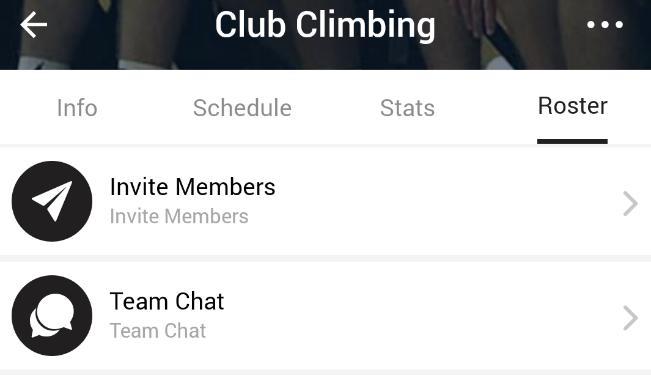 Club Climbing
Info Schedule Stats Roster
Invite Members
Invite Members
Team Chat
Team Chat